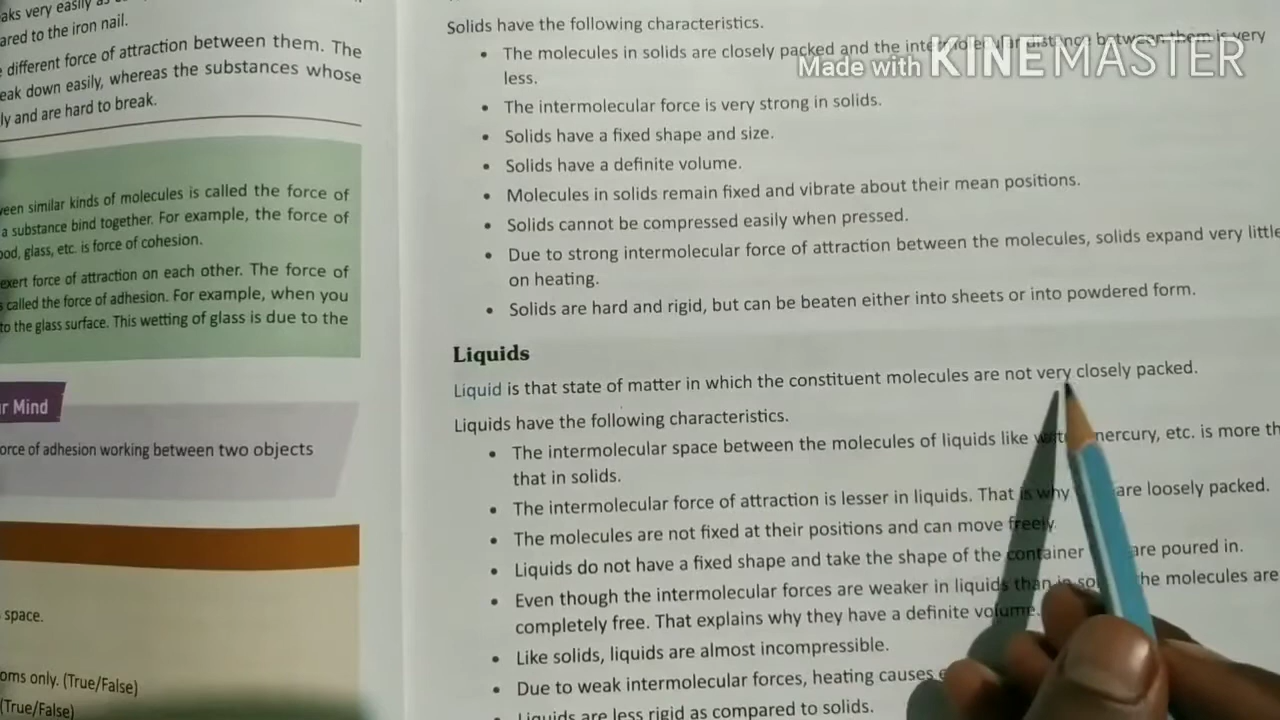 aks very easily as
ared to the iron nail.
different force of attraction between them. The
eak down easily, whereas the substances whose
ly and are hard to break.
een similar kinds of molecules is called the force of
a substance bind together. For example, the force of
ood, glass, etc. is force of cohesion.
exert force of attraction on each other. The force of
called the force of adhesion. For example, when you
to the glass surface. This wetting of glass is due to the
r Mind
orce of adhesion working between two objects
space.
oms only. (True/False)
(True/False)
Made with KINEMASTER
Solids have the following characteristics.
• The molecules in solids are closely packed and the intermolecular distance between them is very
less.
• The intermolecular force is very strong in solids.
• Solids have a fixed shape and size.
• Solids have a definite volume.
• Molecules in solids remain fixed and vibrate about their mean positions.
• Solids cannot be compressed easily when pressed.
• Due to strong intermolecular force of attraction between the molecules, solids expand very little
on heating.
• Solids are hard and rigid, but can be beaten either into sheets or into powdered form.
Liquids
Liquid is that state of matter in which the constituent molecules are not very closely packed.
Liquids have the following characteristics.
• The intermolecular space between the molecules of liquids like water, mercury, etc. is more th
that in solids.
• The intermolecular force of attraction is lesser in liquids. That is why are loosely packed.
• The molecules are not fixed at their positions and can move freely.
• Liquids do not have a fixed shape and take the shape of the container are poured in.
• Even though the intermolecular forces are weaker in liquids than in so he molecules are
completely free. That explains why they have a definite volume.
• Like solids, liquids are almost incompressible.
• Due to weak intermolecular forces, heating causes
Liquids are less rigid as compared to solids.